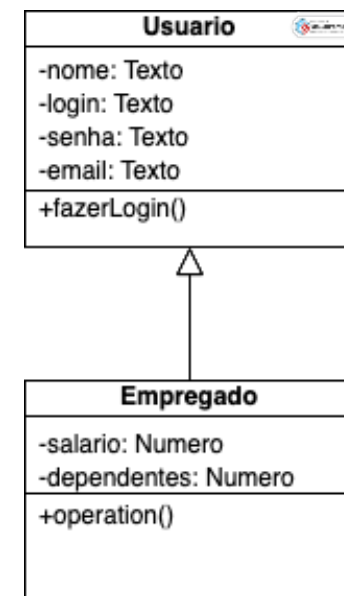 Usuario
-nome: Texto
-login: Texto
-senha: Texto
-email: Texto
+fazerLogin()
Empregado
-salario: Numero
-dependentes: Numero
+operation()